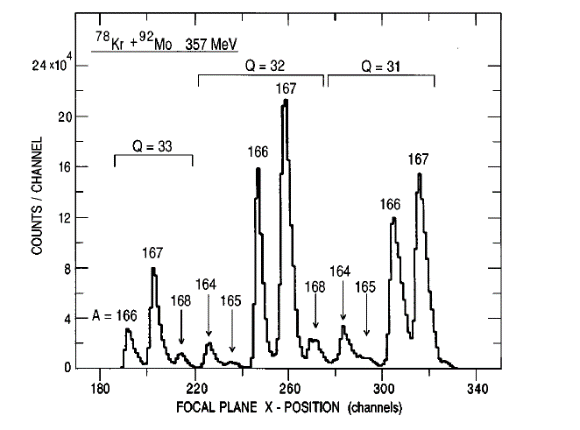 ⁷⁸Kr + ⁹²Mo 357 MeV
24 x10⁴
20
16
12
8
4
0
COUNTS / CHANNEL
Q = 33
Q = 32
Q = 31
A = 166
167
168
164
165
166
167
168
164
165
166
167
180
220
260
300
340
FOCAL PLANE X - POSITION (channels)